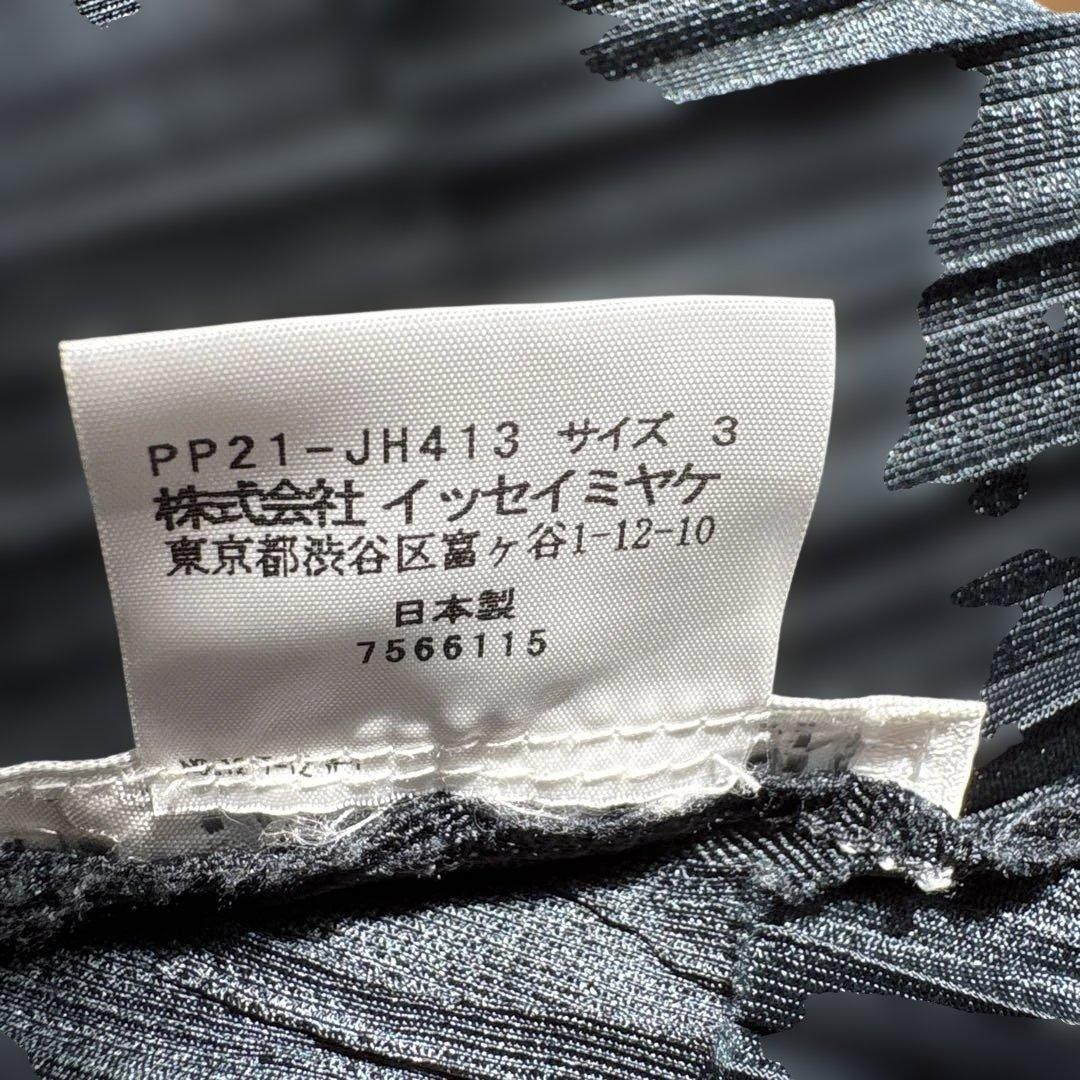 PP21-JH413 サイズ 3
株式会社 イッセイミヤケ
東京都渋谷区富ヶ谷1-12-10
日本製
7566115